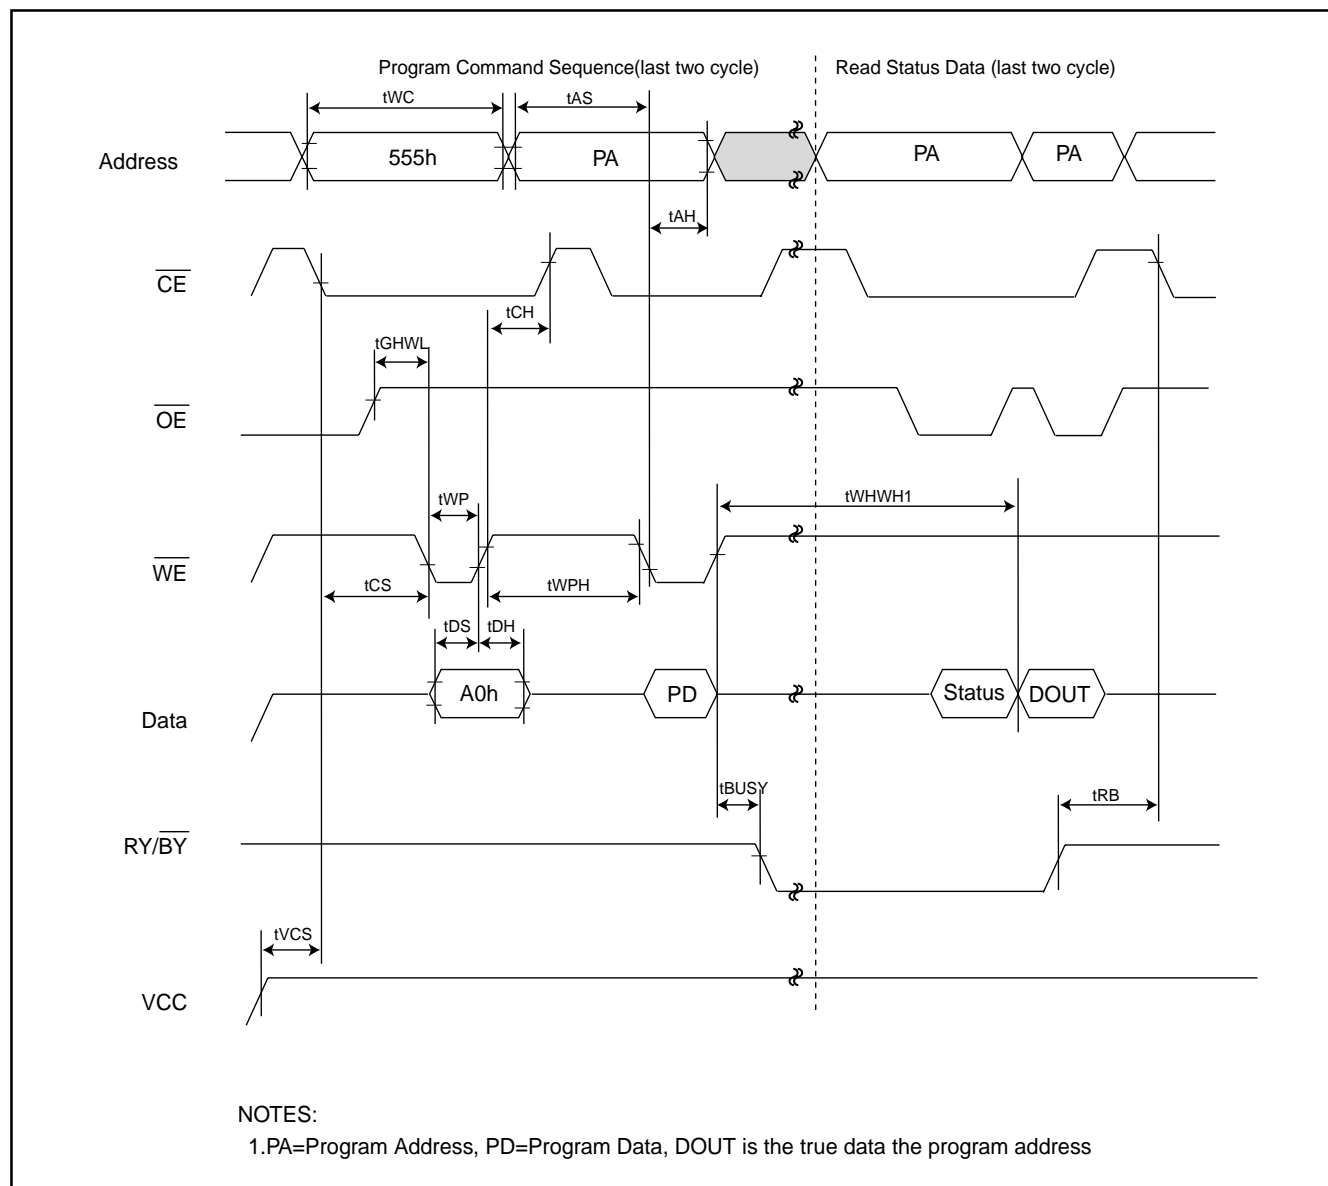 Program Command Sequence(last two cycle)
Read Status Data (last two cycle)
tWC
tAS
Address
555h
PA
PA
PA
tAH
CE
tCH
tGHWL
OE
tWP
tWHWH1
WE
tCS
tWPH
tDS
tDH
A0h
PD
Status
DOUT
Data
tBUSY
tRB
RY/BY
tVCS
VCC
NOTES:
1.PA=Program Address, PD=Program Data, DOUT is the true data the program address